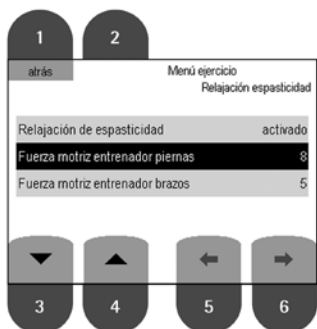 1 2
atrás Menú ejercicio
Relajación espasticidad
Relajación de espasticidad activado
Fuerza motriz entrenador piernas 8
Fuerza motriz entrenador brazos 5
3 4 5 6